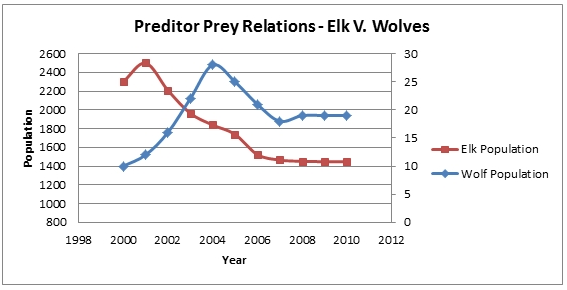 Preditor Prey Relations - Elk V. Wolves
2600
2400
2200
2000
1800
1600
1400
1200
1000
800
Population
30
25
20
15
10
5
0
1998 2000 2002 2004 2006 2008 2010 2012
Year
Elk Population
Wolf Population